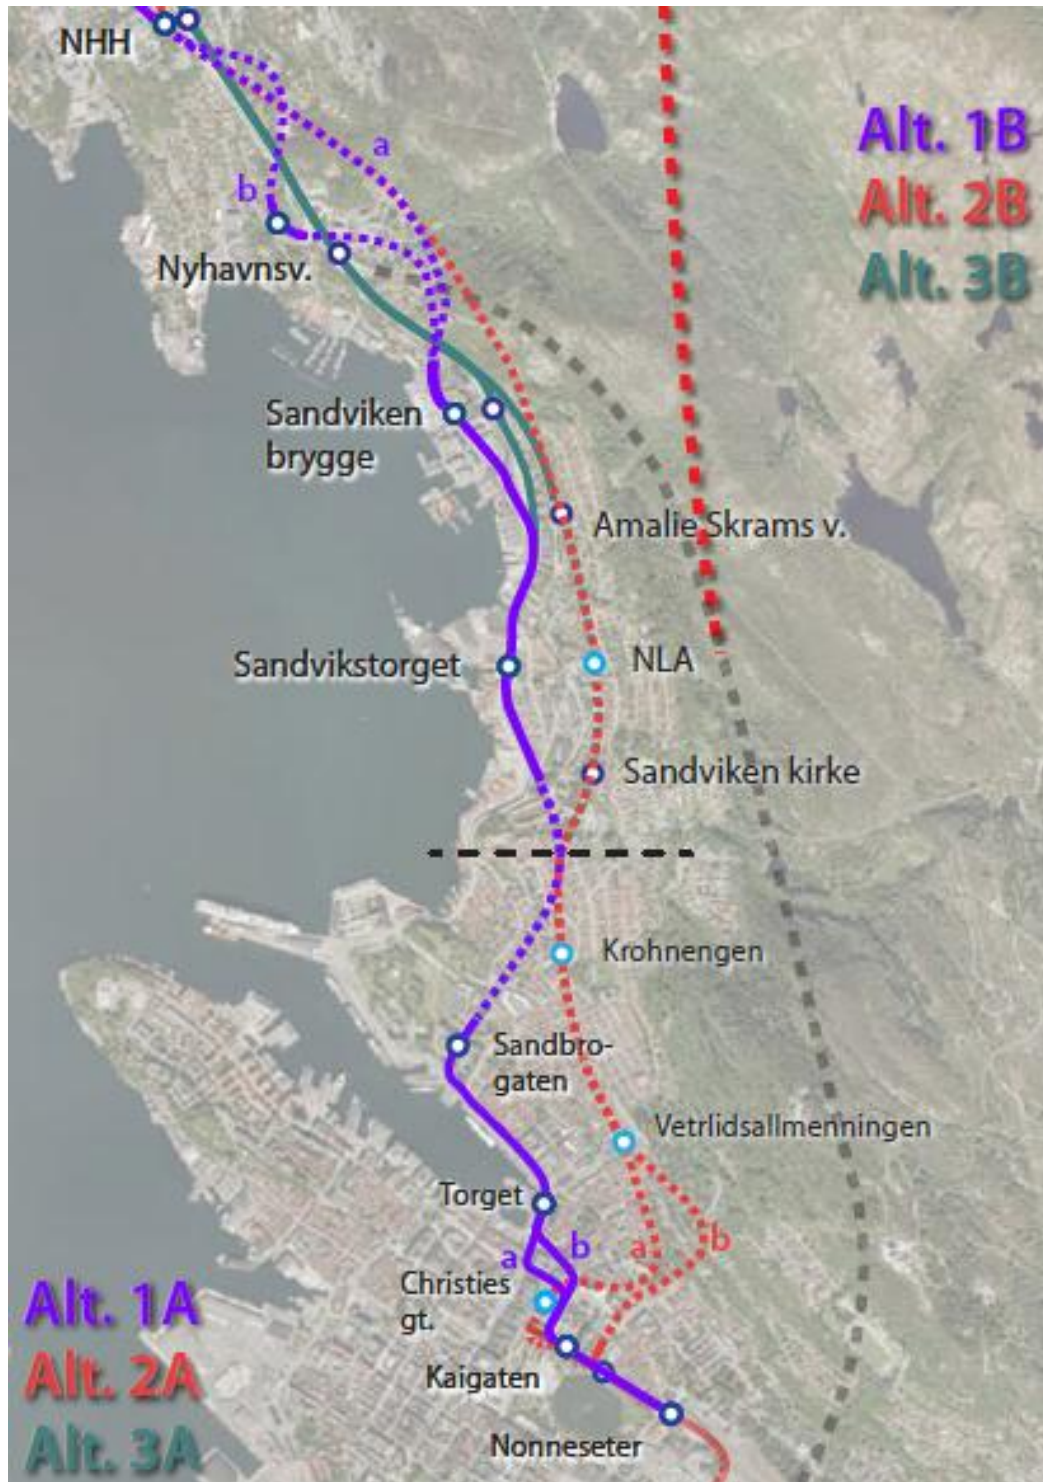 NHH
a
Alt. 1B
b
Alt. 2B
Nyhavnsv.
Alt. 3B
Sandviken
brygge
Amalie Skrams v.
Sandvikstorget
NLA
Sandviken kirke
Krohnengen
Sandbro-
gaten
Vetrlidsallmenningen
Torget
a
b
a
b
Christies
gt.
Alt. 1A
Kaigaten
Alt. 2A
Nonneseter
Alt. 3A